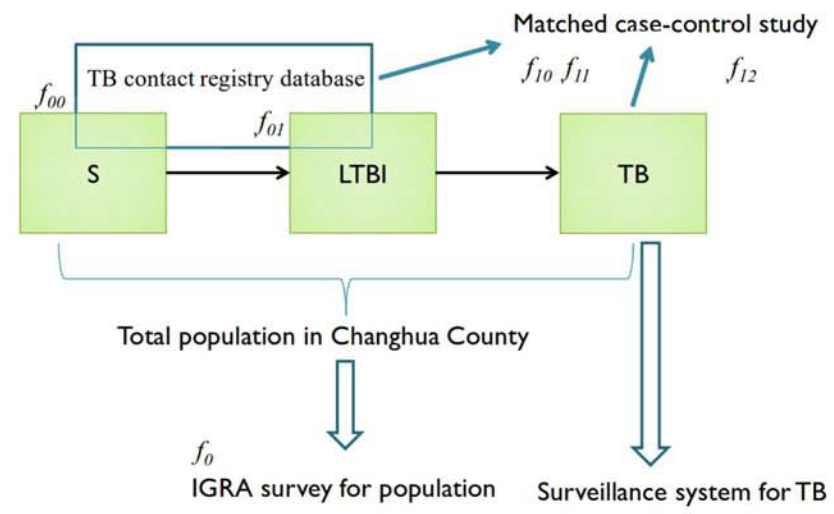 Matched case-control study
TB contact registry database
f10 f11
f12
f00
f01
S
LTBI
TB
Total population in Changhua County
f0
IGRA survey for population
Surveillance system for TB